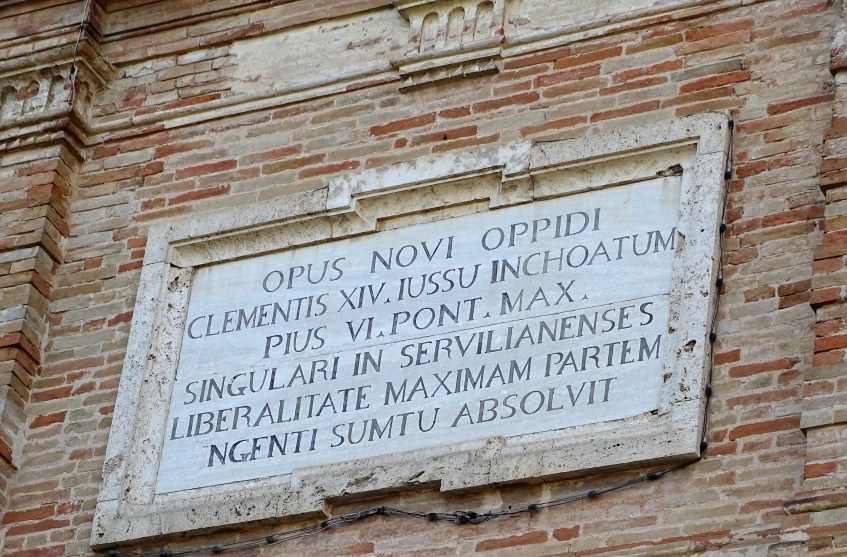 OPUS NOVI OPPIDI
CLEMENTIS XIV. IUSSU INCHOATUM
PIUS VI. PONT. MAX.
SINGULARI IN SERVILIANENSES
LIBERALITATE MAXIMAM PARTEM
NGENTI SUMTU ABSOLVIT